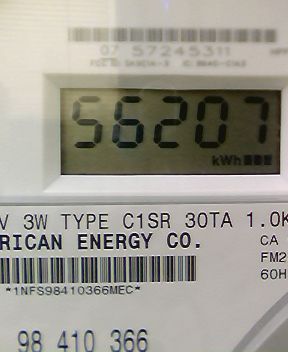 07 57245311
56207
kWh
V 3W TYPE C1SR 30TA 1.0K
RICAN ENERGY CO.
CA
FM2
60H
*1NFS98410366MEC*
98 410 366